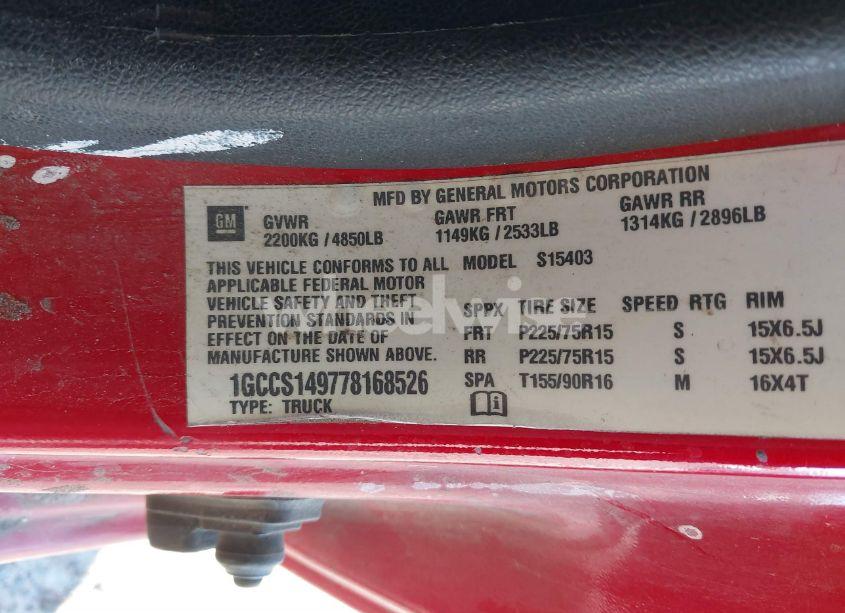 MFD BY GENERAL MOTORS CORPORATION
GM
GVWR GAWR FRT GAWR RR
2200KG / 4850LB 1149KG / 2533LB 1314KG / 2896LB
THIS VEHICLE CONFORMS TO ALL MODEL S15403
APPLICABLE FEDERAL MOTOR
VEHICLE SAFETY AND THEFT SPPX TIRE SIZE SPEED RTG RIM
PREVENTION STANDARDS IN FRT P225/75R15 S 15X6.5J
EFFECT ON THE DATE OF
MANUFACTURE SHOWN ABOVE. RR P225/75R15 S 15X6.5J
1GCCS149778168526 SPA T155/90R16 M 16X4T
TYPE: TRUCK